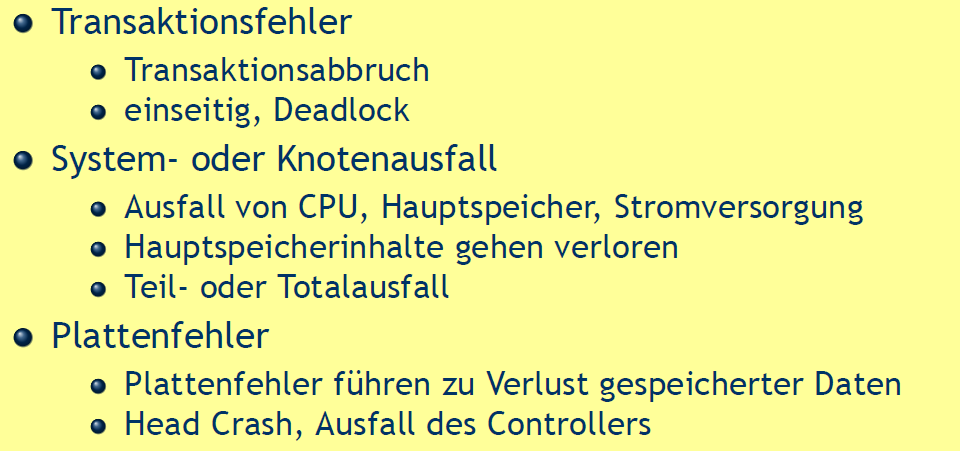 Transaktionsfehler
Transaktionsabbruch
einseitig, Deadlock
System- oder Knotenausfall
Ausfall von CPU, Hauptspeicher, Stromversorgung
Hauptspeicherinhalte gehen verloren
Teil- oder Totalausfall
Plattenfehler
Plattenfehler führen zu Verlust gespeicherter Daten
Head Crash, Ausfall des Controllers